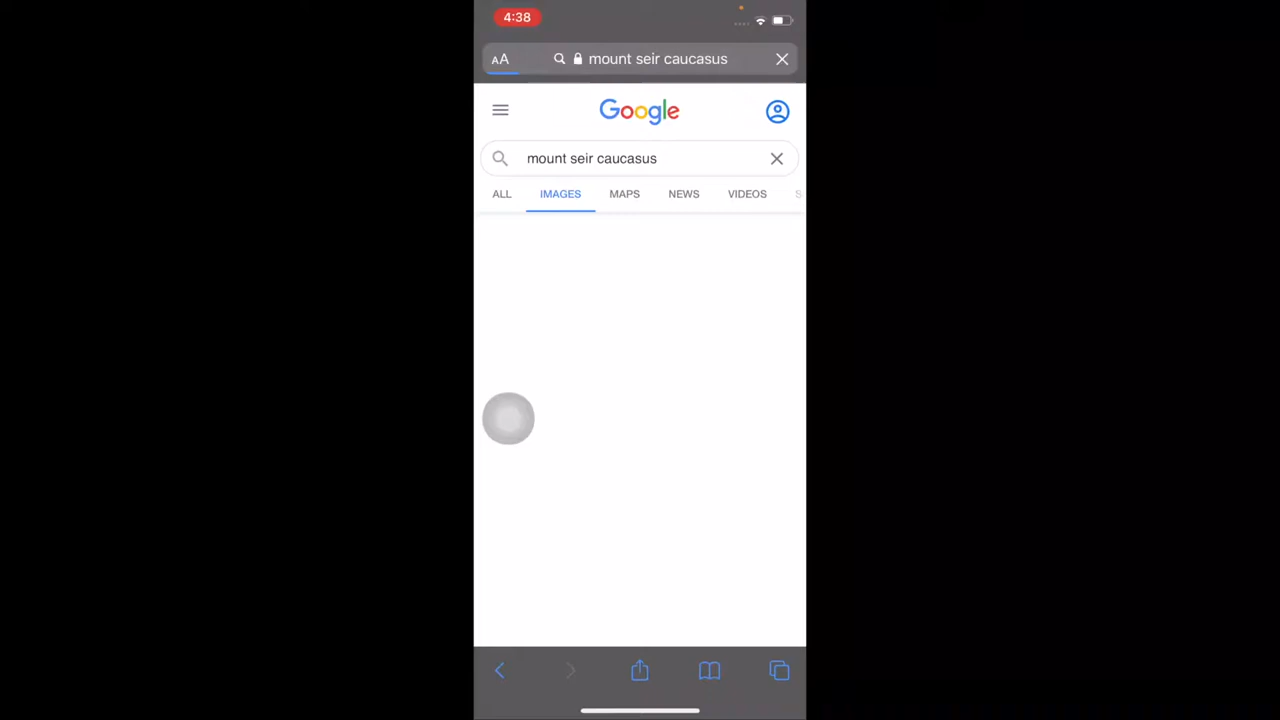 4:38
AA mount seir caucasus
Google
mount seir caucasus
ALL IMAGES MAPS NEWS VIDEOS S